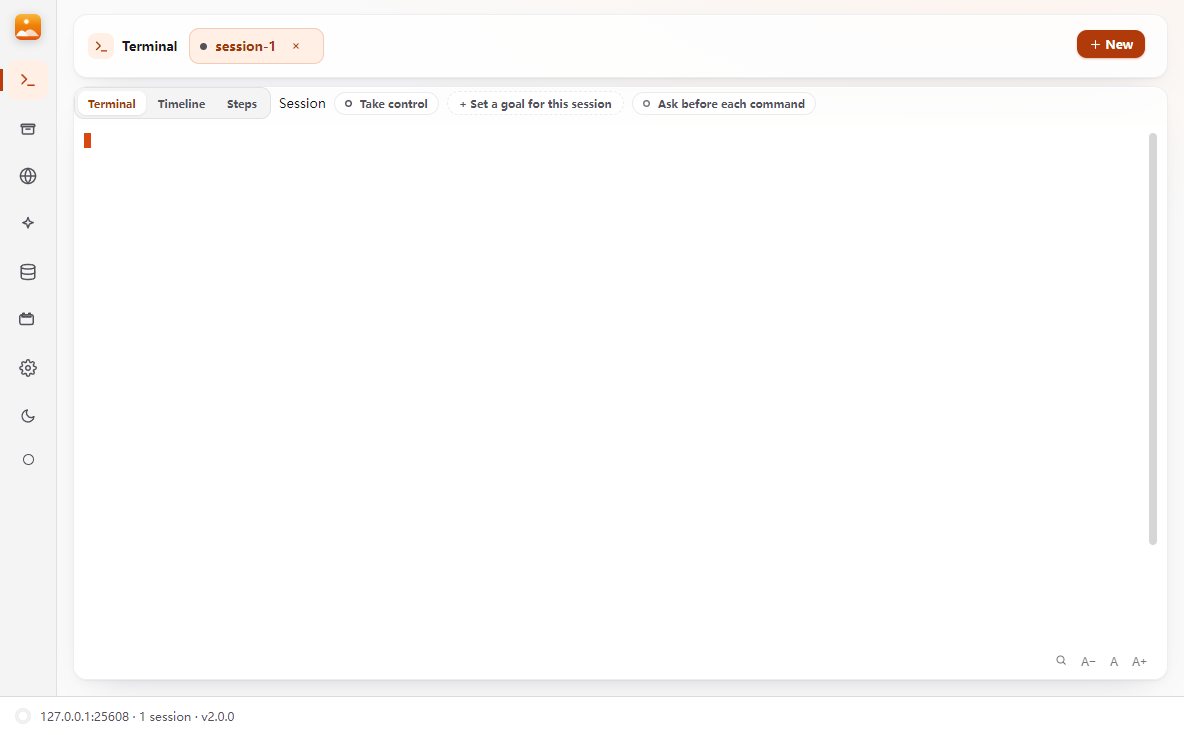 Terminal session-1 × + New
Terminal Timeline Steps Session Take control + Set a goal for this session Ask before each command
A− A A+
127.0.0.1:25608 · 1 session · v2.0.0